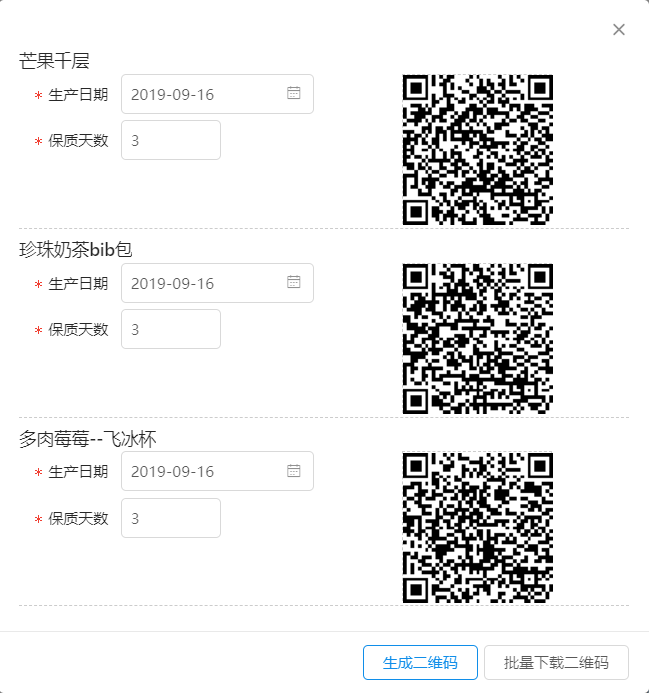 芒果千层
* 生产日期 2019-09-16
* 保质天数 3
珍珠奶茶bib包
* 生产日期 2019-09-16
* 保质天数 3
多肉莓莓--飞冰杯
* 生产日期 2019-09-16
* 保质天数 3
生成二维码 批量下载二维码